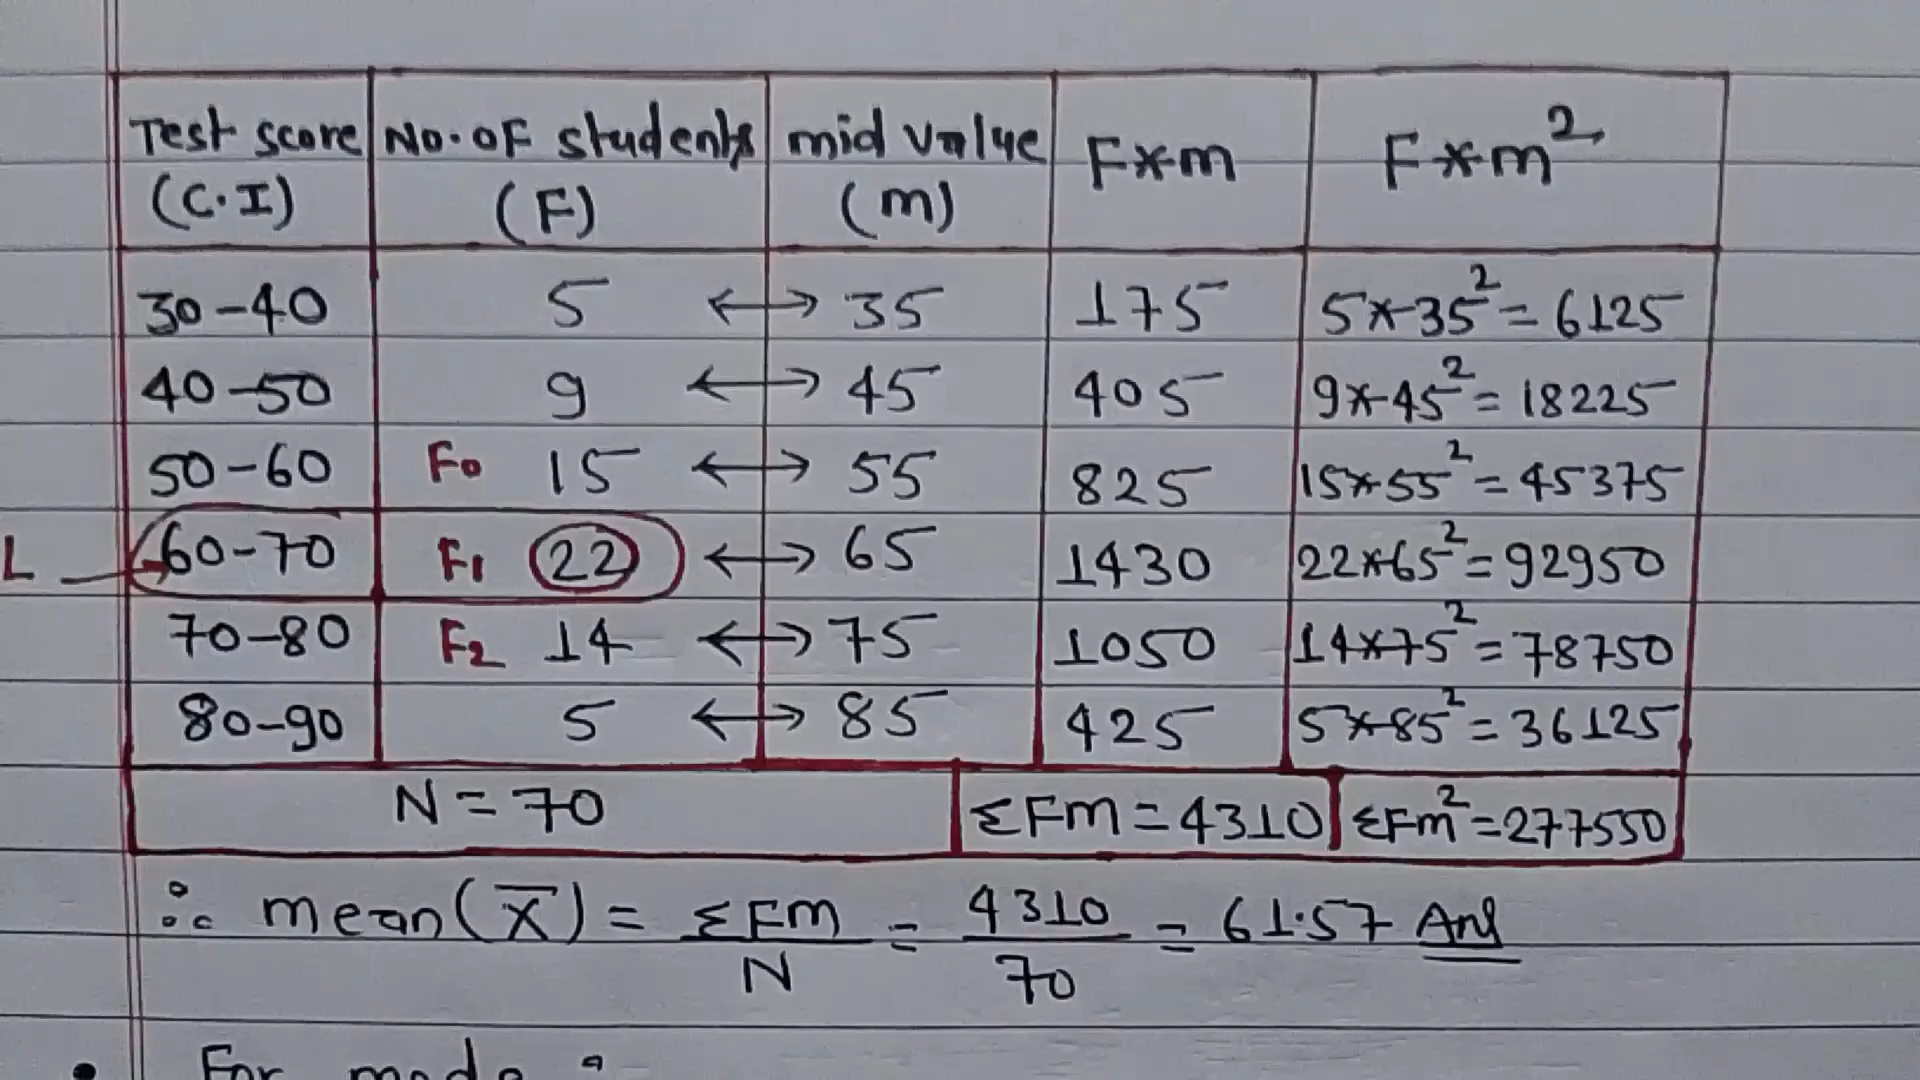 Test score (C.I) | No. of students (F) | mid value (m) | F*m | F*m²
30-40 | 5 ↔ | 35 | 175 | 5*35² = 6125
40-50 | 9 ↔ | 45 | 405 | 9*45² = 18225
50-60 | F0 15 ↔ | 55 | 825 | 15*55² = 45375
L 60-70 | F1 22 ↔ | 65 | 1430 | 22*65² = 92950
70-80 | F2 14 ↔ | 75 | 1050 | 14*75² = 78750
80-90 | 5 ↔ | 85 | 425 | 5*85² = 36125
N = 70 | ΣFm = 4310 | ΣFm² = 277550
∴ mean (X̅) = ΣFM / N = 4310 / 70 = 61.57 Ans
• For mode :